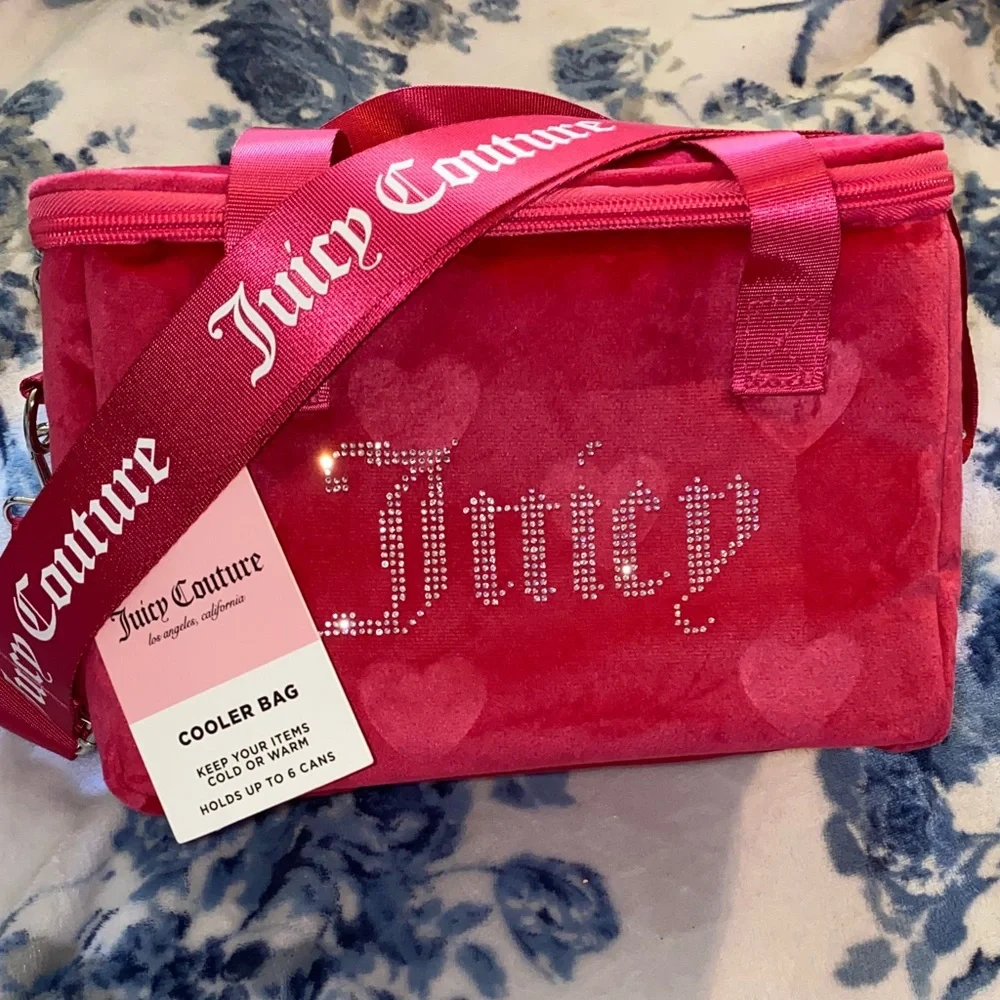 Juicy Couture
Juicy Couture
Juicy
Juicy Couture
los angeles, california
COOLER BAG
KEEP YOUR ITEMS
COLD OR WARM
HOLDS UP TO 6 CANS